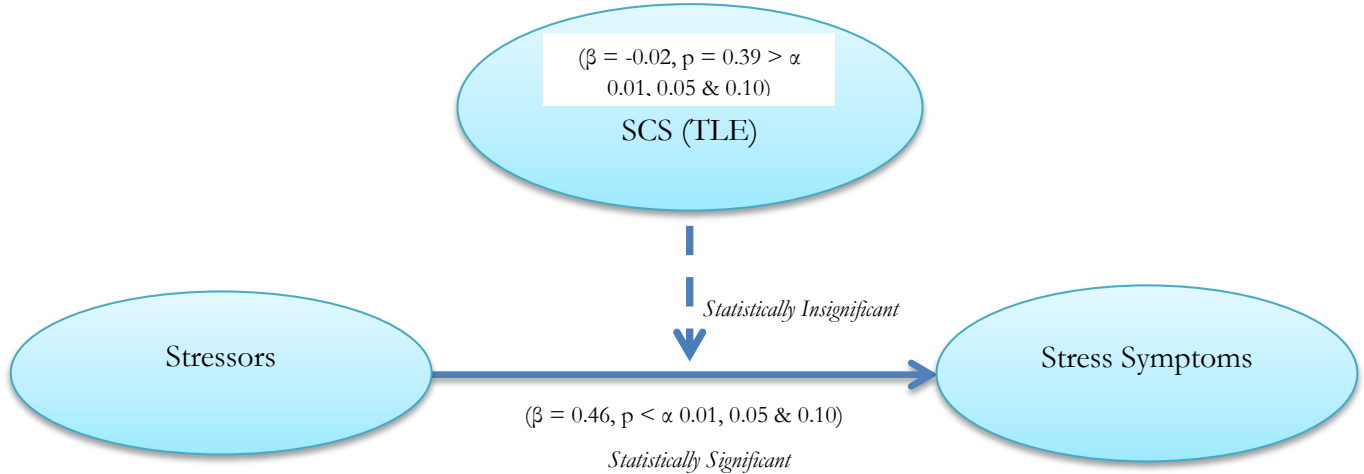 (β = -0.02, p = 0.39 > α
0.01, 0.05 & 0.10)
SCS (TLE)
Statistically Insignificant
Stressors
Stress Symptoms
(β = 0.46, p < α 0.01, 0.05 & 0.10)
Statistically Significant